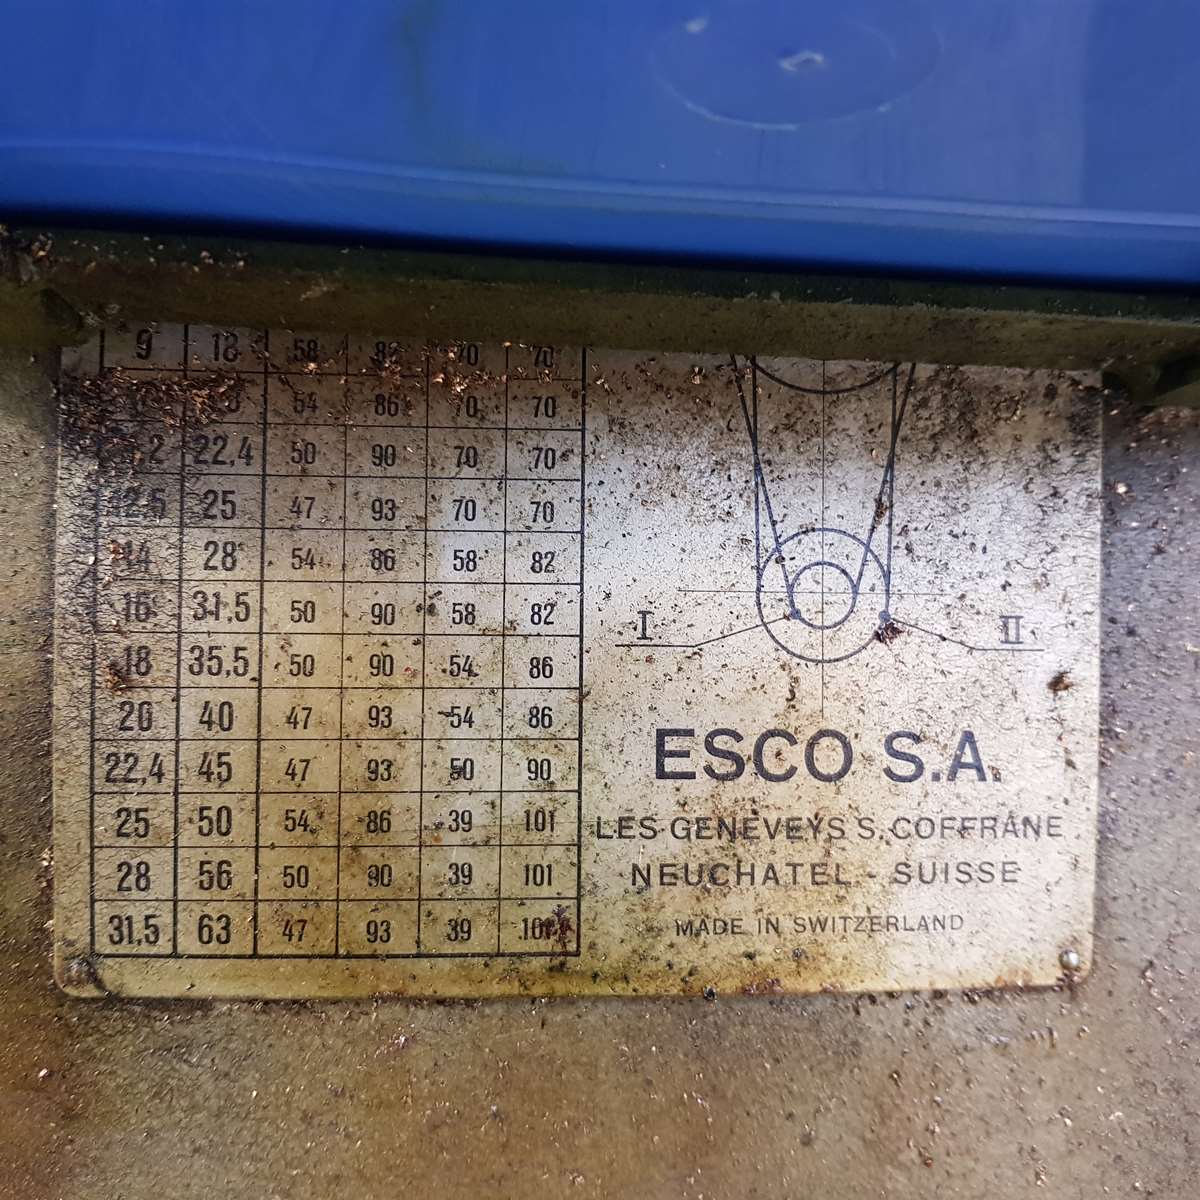 9 18 58 70 70
54 86 70 70
22,4 50 90 70 70
12,5 25 47 93 70 70
14 28 54 86 58 82
16 31,5 50 90 58 82
18 35,5 50 90 54 86
20 40 47 93 54 86
22,4 45 47 93 50 90
25 50 54 86 39 101
28 56 50 90 39 101
31,5 63 47 93 39 101
I II
ESCO S.A.
LES GENEVEYS S. COFFRANE
NEUCHATEL - SUISSE
MADE IN SWITZERLAND